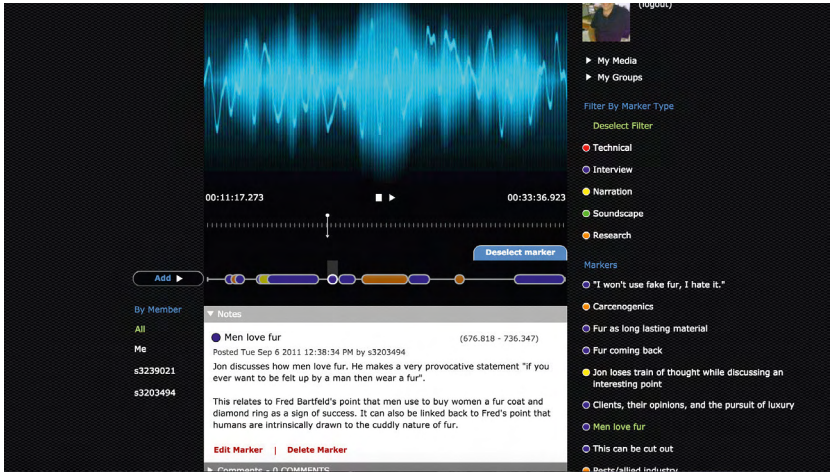 (logout)
My Media
My Groups
Filter By Marker Type
Deselect Filter
Technical
Interview
Narration
Soundscape
Research
00:11:17.273
00:33:36.923
Deselect marker
Add
By Member
All
Me
s3239021
s3203494
Notes
Men love fur
(676.818 - 736.347)
Posted Tue Sep 6 2011 12:38:34 PM by s3203494
Jon discusses how men love fur. He makes a very provocative statement "if you
ever want to be felt up by a man then wear a fur".
This relates to Fred Bartfeld's point that men use to buy women a fur coat and
diamond ring as a sign of success. It can also be linked back to Fred's point that
humans are intrinsically drawn to the cuddly nature of fur.
Edit Marker | Delete Marker
Comments - 0 COMMENTS
Markers
"I won't use fake fur, I hate it."
Carcenogenics
Fur as long lasting material
Fur coming back
Jon loses train of thought while discussing an
interesting point
Clients, their opinions, and the pursuit of luxury
Men love fur
This can be cut out
Pests/allied industry